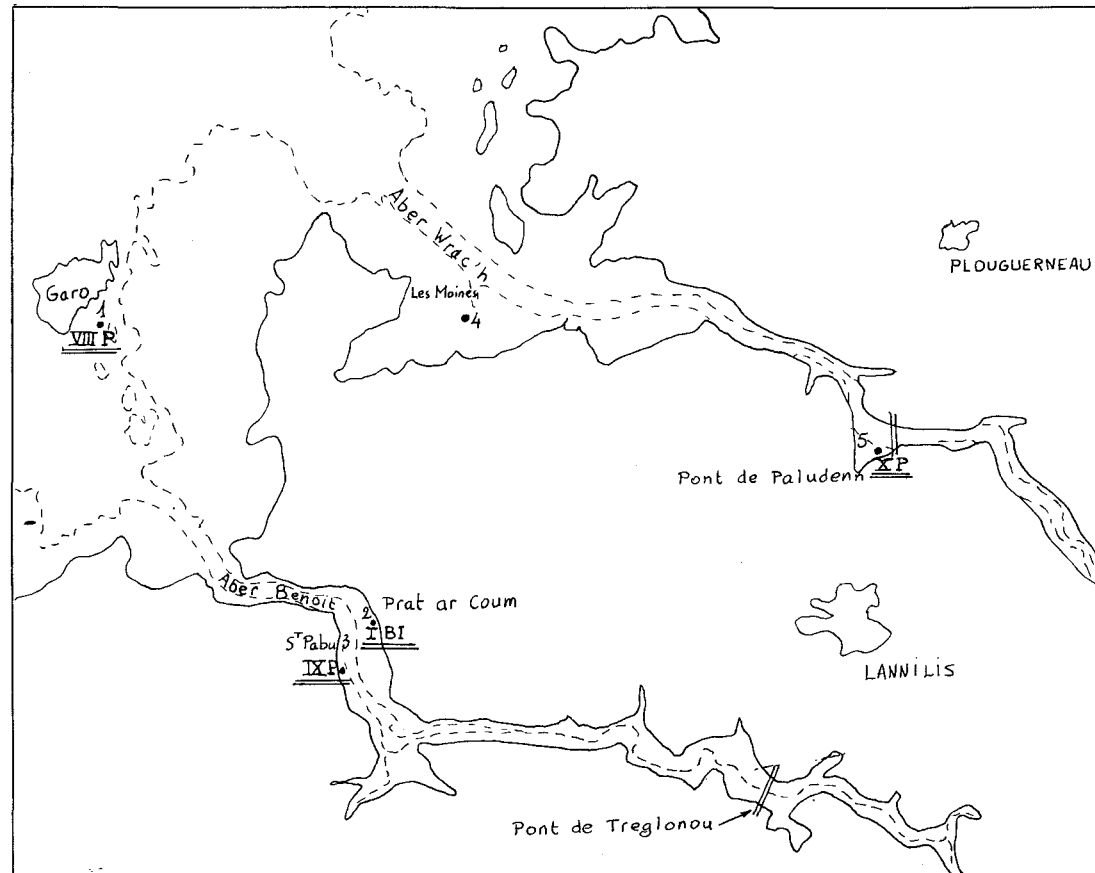 Aber Wrac'h
PLOUGUERNEAU
Garo
1
VIII P
Les Moines
4
5
Pont de Paludenn X P
Aber Benoit
2 Prat ar Coum
I BI
S^T Pabu 3
IX P
LANNILIS
Pont de Treglonou